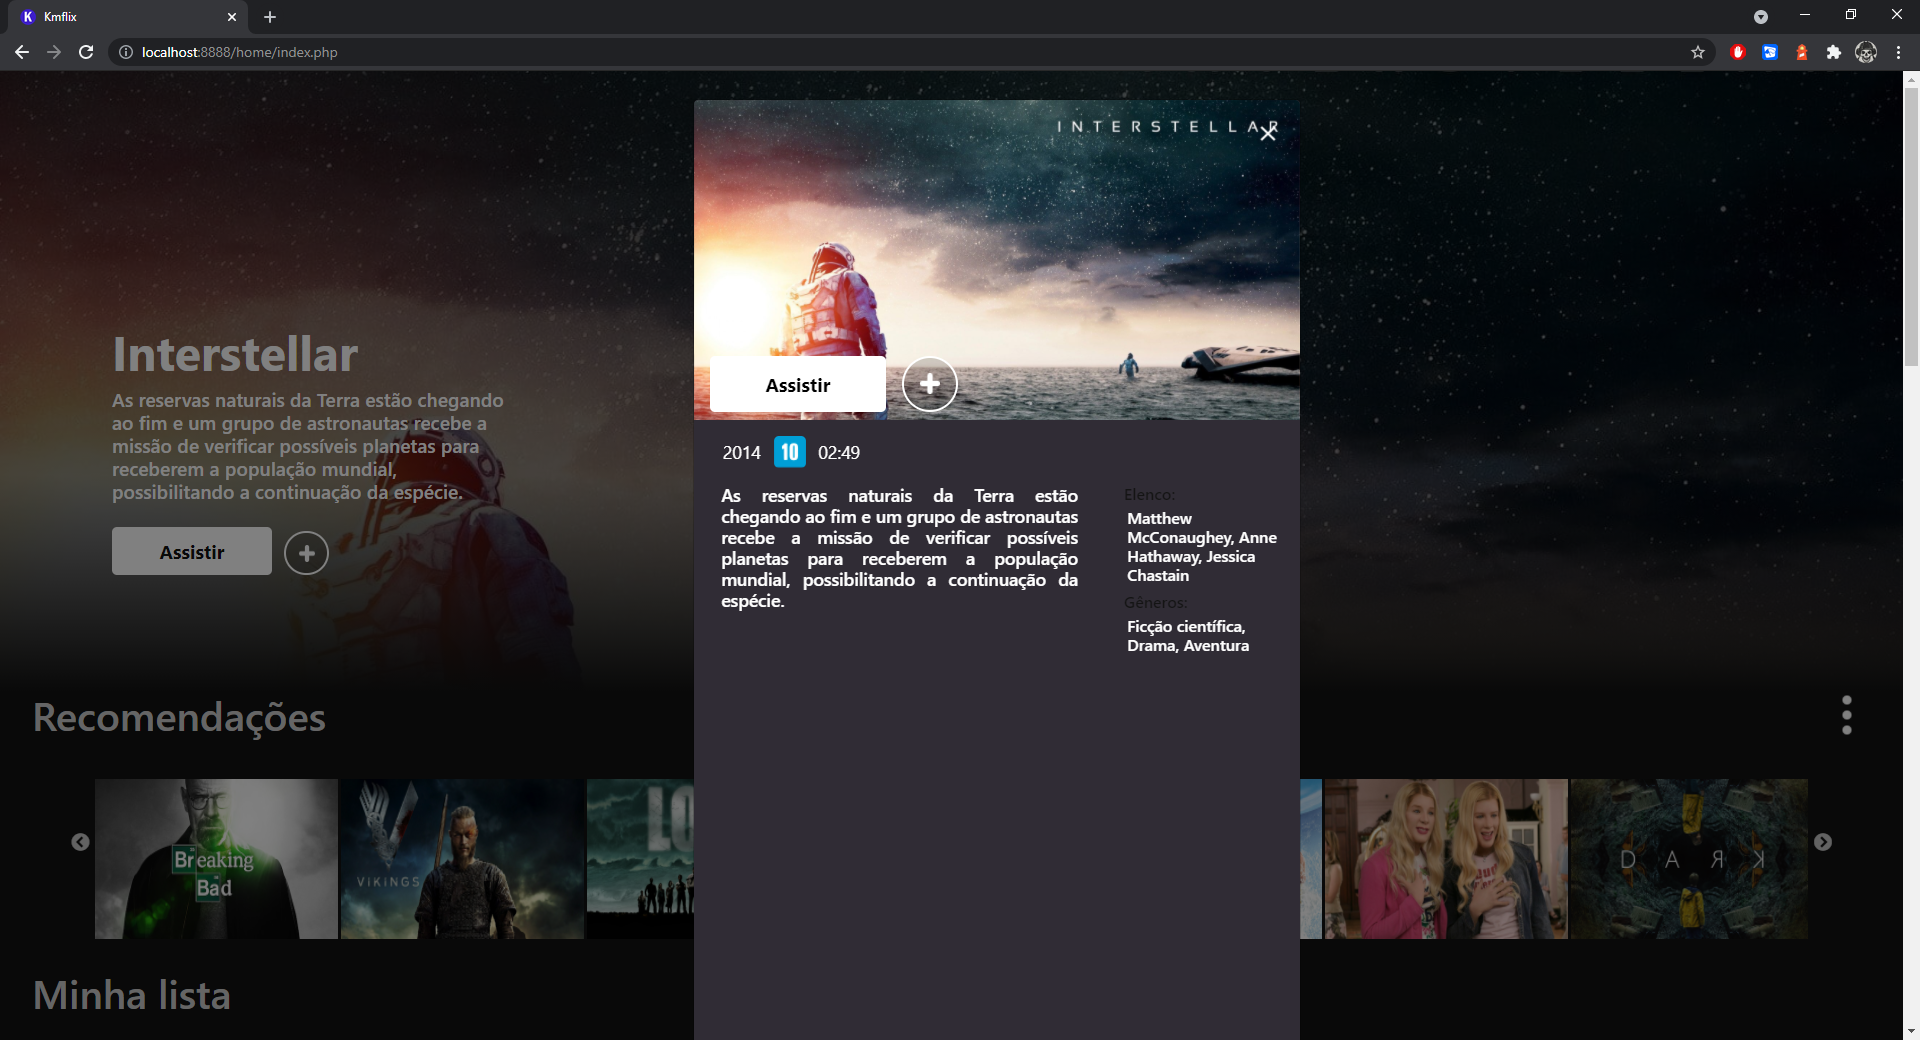 K Kmflix
localhost:8888/home/index.php
INTERSTELLAR
Interstellar
As reservas naturais da Terra estão chegando
ao fim e um grupo de astronautas recebe a
missão de verificar possíveis planetas para
receberem a população mundial,
possibilitando a continuação da espécie.
Assistir
Assistir
2014 10 02:49
As reservas naturais da Terra estão
chegando ao fim e um grupo de astronautas
recebe a missão de verificar possíveis
planetas para receberem a população
mundial, possibilitando a continuação da
espécie.
Elenco:
Matthew
McConaughey, Anne
Hathaway, Jessica
Chastain
Gêneros:
Ficção científica,
Drama, Aventura
Recomendações
Breaking
Bad
VIKINGS
LO
DARK
Minha lista